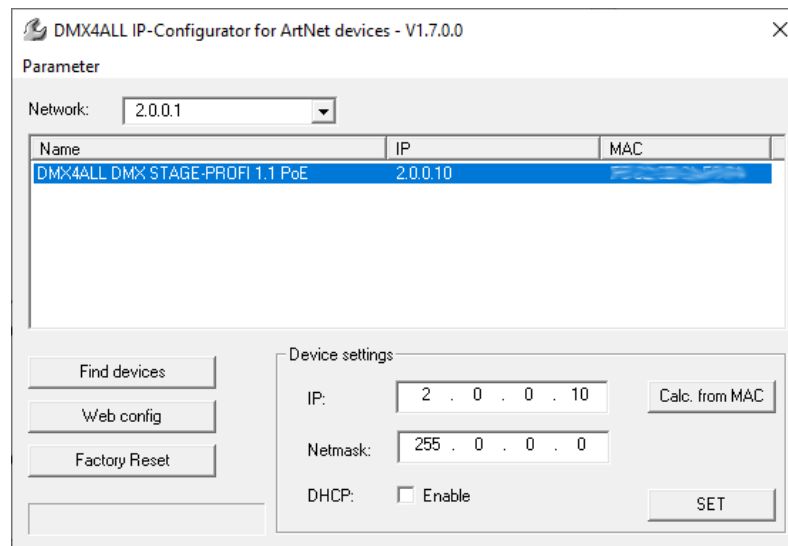 DMX4ALL IP-Configurator for ArtNet devices - V1.7.0.0
Parameter
Network: 2.0.0.1
Name IP MAC
DMX4ALL DMX STAGE-PROFI 1.1 PoE 2.0.0.10
Device settings
Find devices
IP: 2 . 0 . 0 . 10 Calc. from MAC
Web config
Netmask: 255 . 0 . 0 . 0
Factory Reset
DHCP: Enable
SET